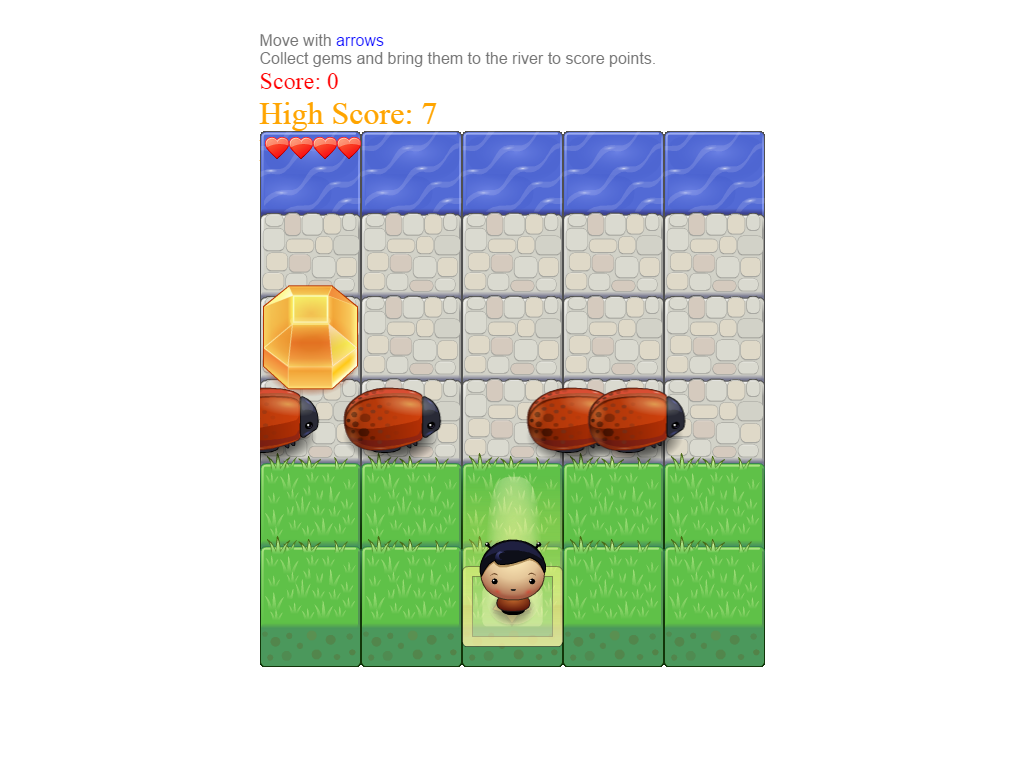 Move with arrows
Collect gems and bring them to the river to score points.
Score: 0
High Score: 7